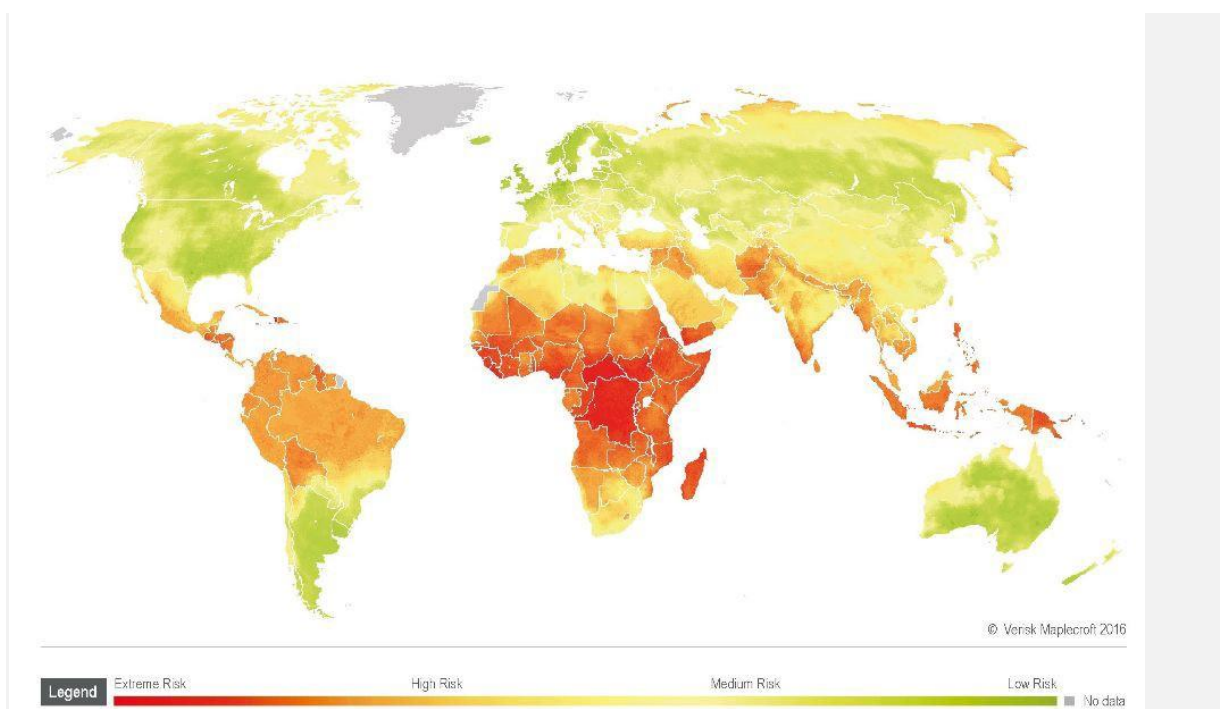 © Verisk Maplecroft 2016
Legend
Extreme Risk
High Risk
Medium Risk
Low Risk
No data